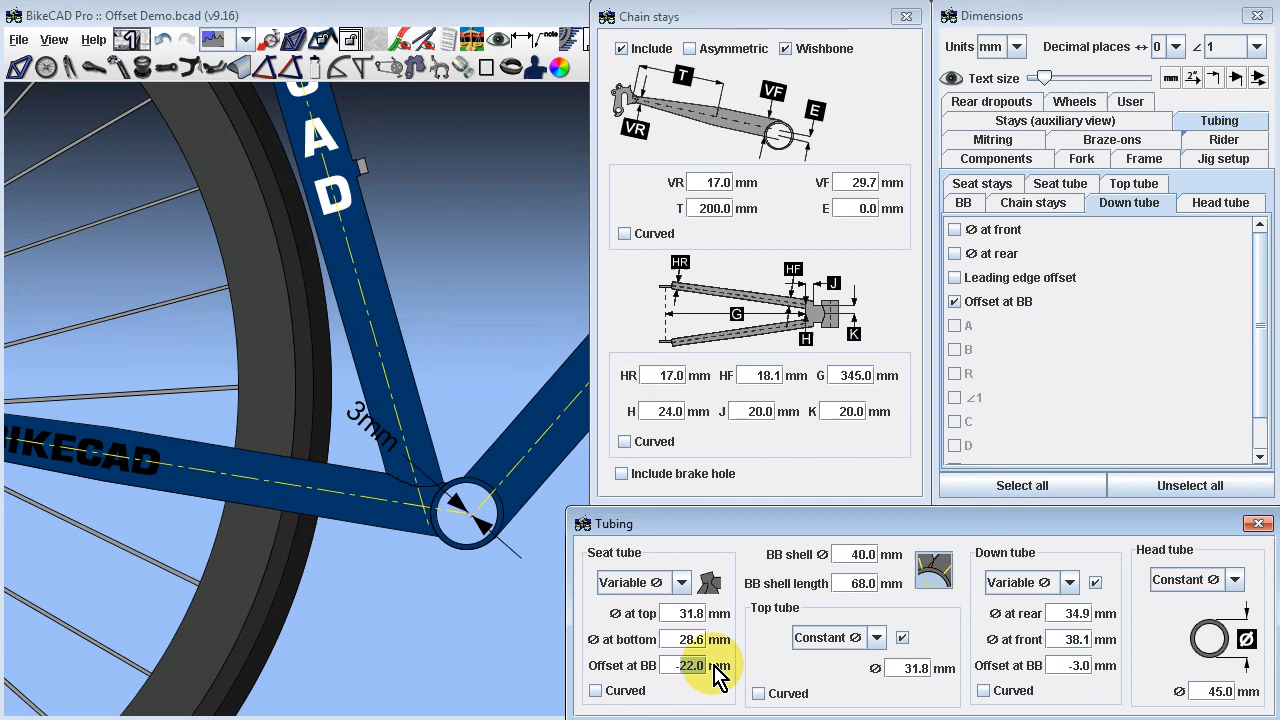 BikeCAD Pro :: Offset Demo.bcad (v9.16)
File View Help
CAD
3mm
BIKECAD
Chain stays
Include Asymmetric Wishbone
T
VF
E
VR
VR 17.0 mm VF 29.7 mm
T 200.0 mm E 0.0 mm
Curved
HR
HF
J
G
H
K
HR 17.0 mm HF 18.1 mm G 345.0 mm
H 24.0 mm J 20.0 mm K 20.0 mm
Curved
Include brake hole
Dimensions
Units mm Decimal places ↔ 0 ∠ 1
Text size mm
Rear dropouts Wheels User
Stays (auxiliary view) Tubing
Mitring Braze-ons Rider
Components Fork Frame Jig setup
Seat stays Seat tube Top tube
BB Chain stays Down tube Head tube
Ø at front
Ø at rear
Leading edge offset
Offset at BB
A
B
R
∠1
C
D
Select all Unselect all
Tubing
Seat tube
Variable Ø
Ø at top 31.8 mm
Ø at bottom 28.6 mm
Offset at BB -22.0 mm
Curved
BB shell Ø 40.0 mm
BB shell length 68.0 mm
Top tube
Constant Ø
Ø 31.8 mm
Curved
Down tube
Variable Ø
Ø at rear 34.9 mm
Ø at front 38.1 mm
Offset at BB -3.0 mm
Curved
Head tube
Constant Ø
Ø
Ø 45.0 mm